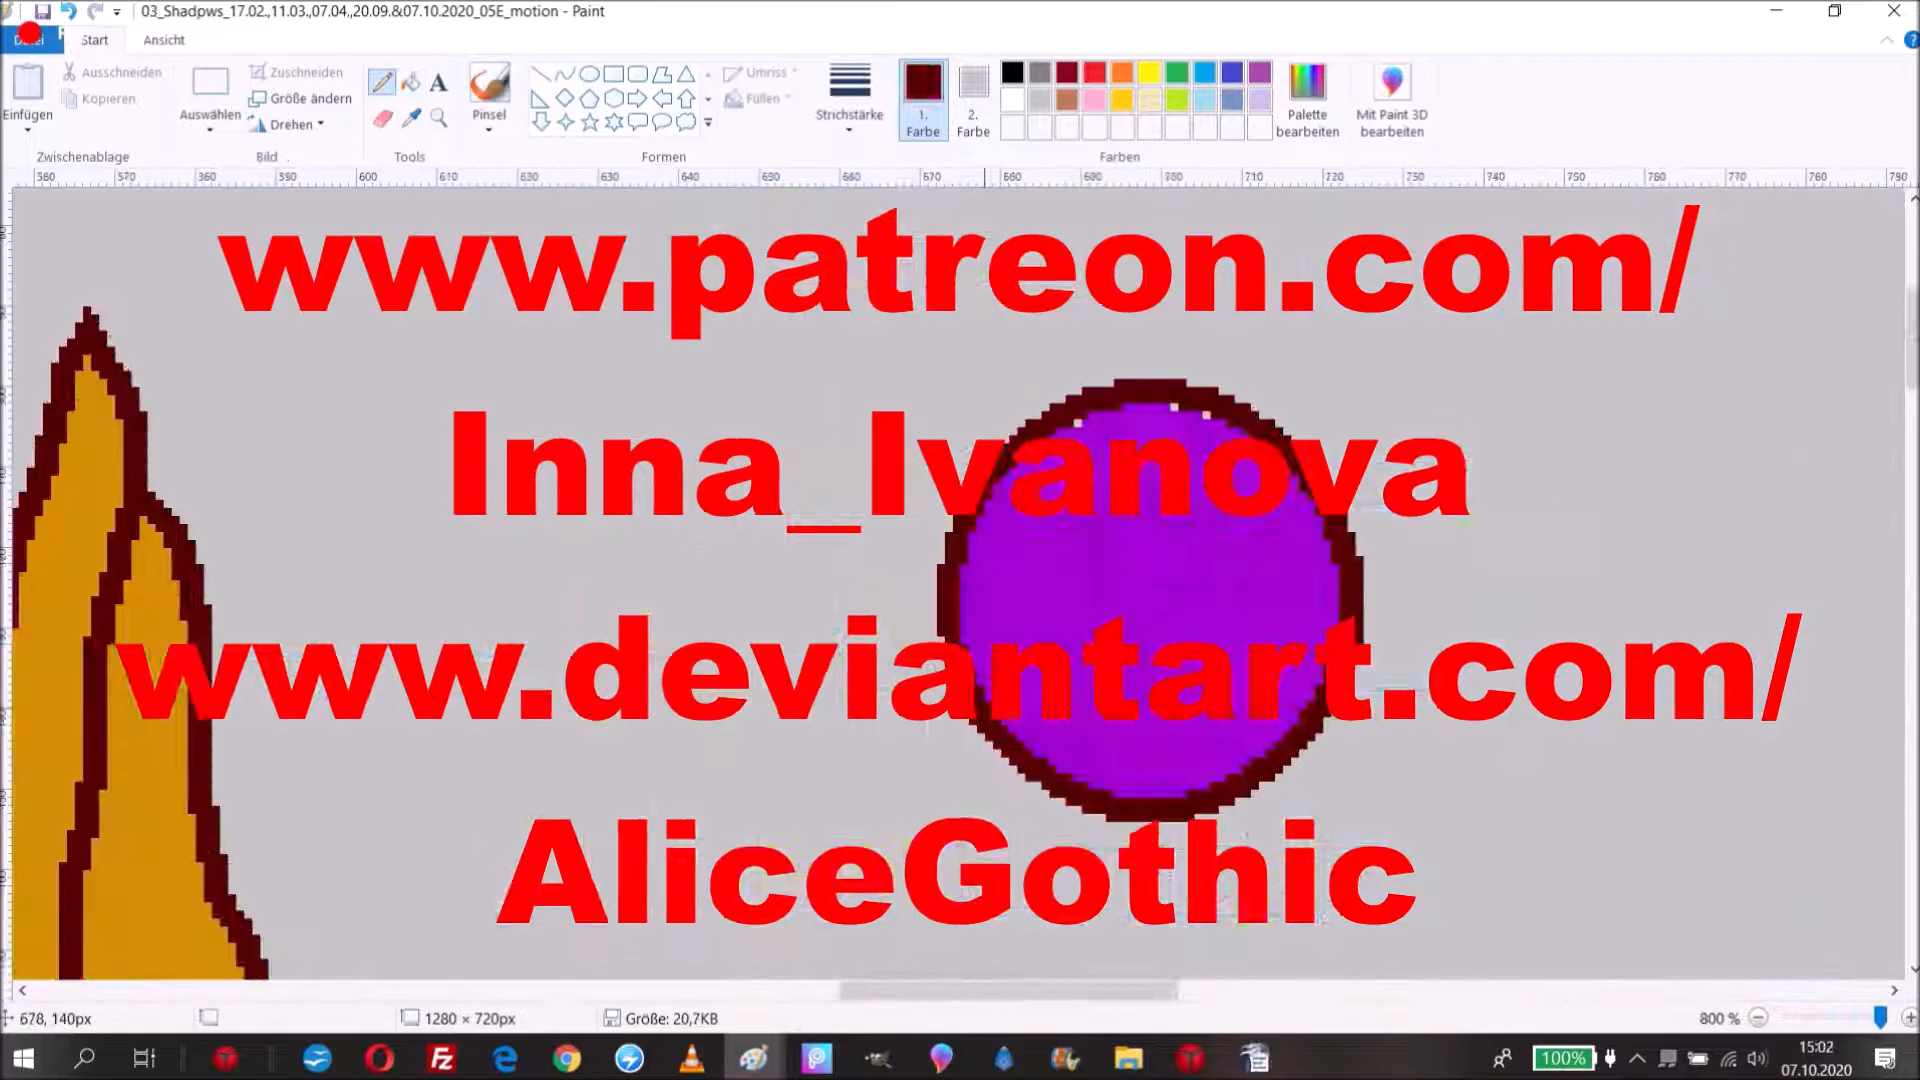 03_Shadpws_17.02.,11.03.,07.04.,20.09.&07.10.2020_05E_motion - Paint
Start
Ansicht
Einfügen
Ausschneiden
Kopieren
Zwischenablage
Auswählen
Zuschneiden
Größe ändern
Drehen
Bild
A
Tools
Pinsel
Formen
Umriss
Füllen
Strichstärke
1. Farbe
2. Farbe
Farben
Palette bearbeiten
Mit Paint 3D bearbeiten
www.patreon.com/
Inna_Ivanova
www.deviantart.com/
AliceGothic
678, 140px
1280 × 720px
Größe: 20,7KB
800 %
100%
15:02
07.10.2020